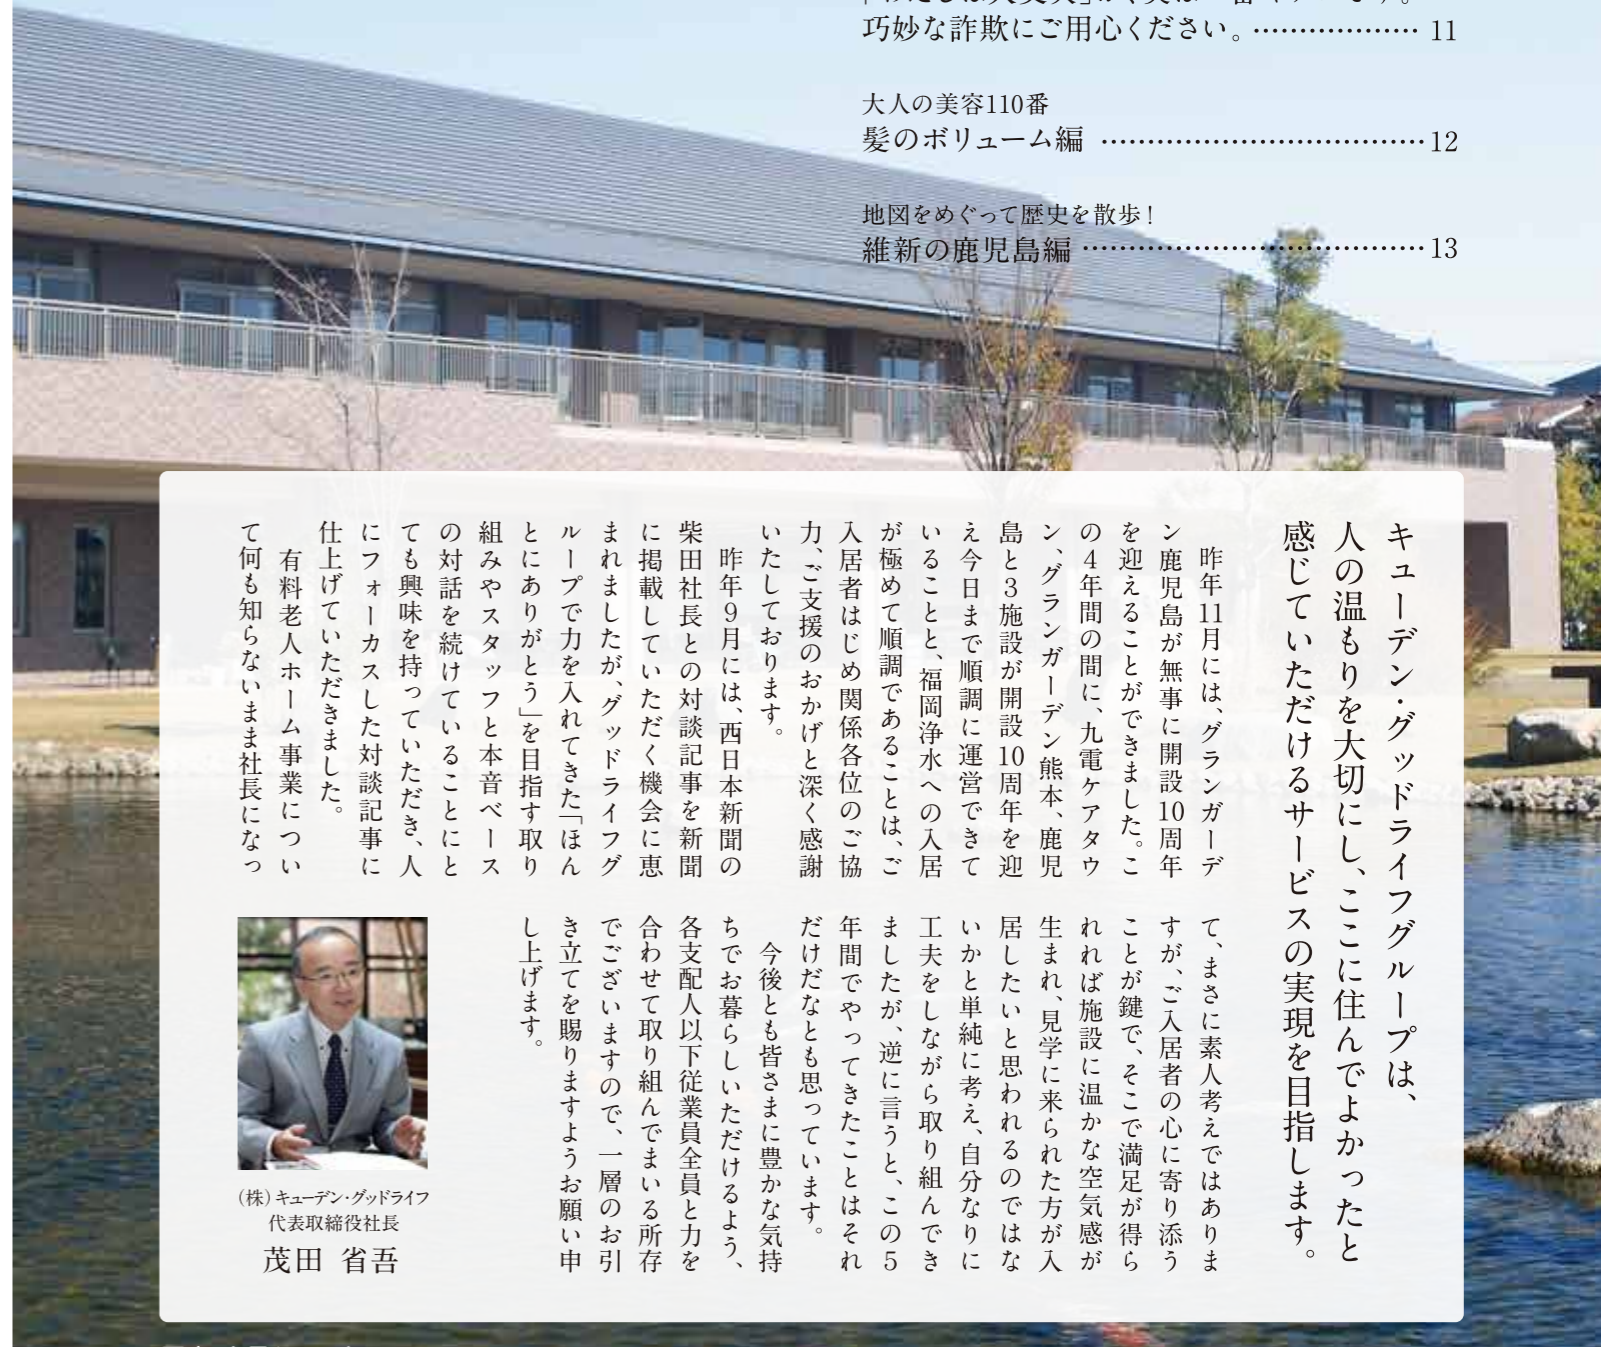 巧妙な詐欺にご用心ください。………………11
大人の美容110番
髪のボリューム編 ………………………………12
地図をめぐって歴史を散歩!
維新の鹿児島編 …………………………………13
キューデン・グッドライフグループは、
人の温もりを大切にし、ここに住んでよかったと
感じていただけるサービスの実現を目指します。
昨年11月には、グランガーデ
ン鹿児島が無事に開設10周年
を迎えることができました。こ
の4年間の間に、九電ケアタウ
ン、グランガーデン熊本、鹿児
島と3施設が開設10周年を迎
え今日まで順調に運営できて
いることと、福岡浄水への入居
が極めて順調であることは、ご
入居者はじめ関係各位のご協
力、ご支援のおかげと深く感謝
いたしております。
昨年9月には、西日本新聞の
柴田社長との対談記事を新聞
に掲載していただく機会に恵
まれましたが、グッドライフグ
ループで力を入れてきた「ほん
とにありがとう」を目指す取り
組みやスタッフと本音ベース
の対話を続けていることにと
ても興味を持っていただき、人
にフォーカスした対談記事に
仕上げていただきました。
有料老人ホーム事業につい
て何も知らないまま社長になっ
て、まさに素人考えではありま
すが、ご入居者の心に寄り添う
ことが鍵で、そこで満足が得ら
れれば施設に温かな空気感が
生まれ、見学に来られた方が入
居したいと思われるのではな
いかと単純に考え、自分なりに
工夫をしながら取り組んでき
ましたが、逆に言うと、この5
年間でやってきたことはそれ
だけだなとも思っています。
今後とも皆さまに豊かな気持
ちでお暮らしいただけるよう、
各支配人以下従業員全員と力を
合わせて取り組んでまいる所存
でございますので、一層のお引
き立てを賜りますようお願い申
し上げます。
(株)キューデン・グッドライフ
代表取締役社長
茂田 省吾